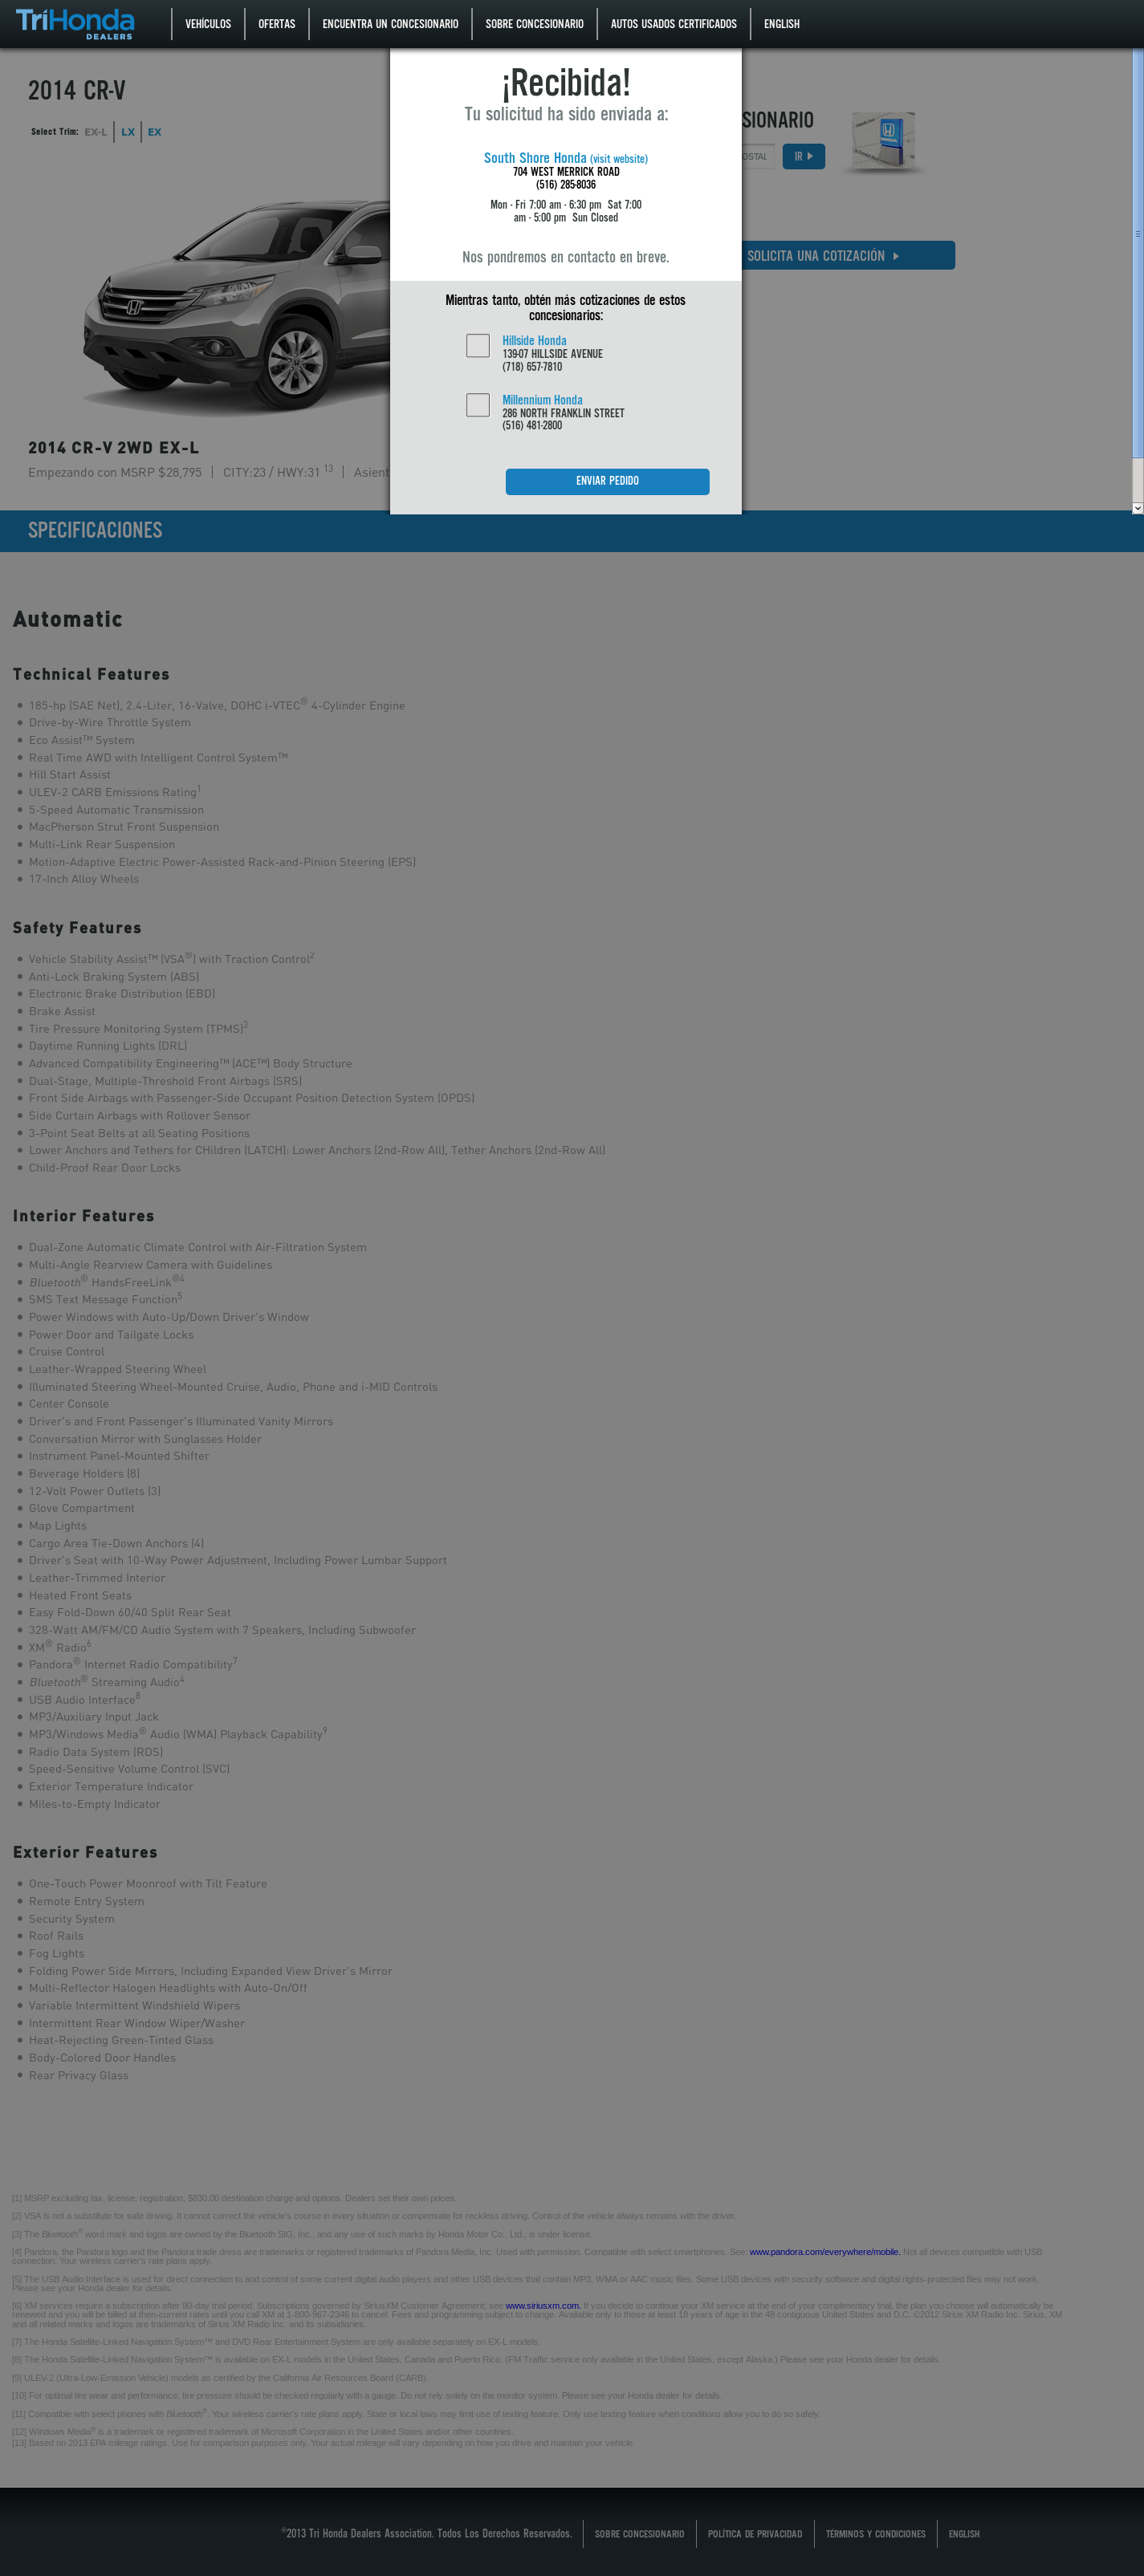 TriHonda
DEALERS
VEHÍCULOS
OFERTAS
ENCUENTRA UN CONCESIONARIO
SOBRE CONCESIONARIO
AUTOS USADOS CERTIFICADOS
ENGLISH
2014 CR-V
Select Trim: EX-L LX EX
¡Recibida!
Tu solicitud ha sido enviada a:
South Shore Honda (visit website)
704 WEST MERRICK ROAD
(516) 285-8036
Mon - Fri 7:00 am - 6:30 pm Sat 7:00
am - 5:00 pm Sun Closed
Nos pondremos en contacto en breve.
Mientras tanto, obtén más cotizaciones de estos
concesionarios:
Hillside Honda
139-07 HILLSIDE AVENUE
(718) 657-7810
Millennium Honda
286 NORTH FRANKLIN STREET
(516) 481-2800
ENVIAR PEDIDO
SIONARIO
OSTAL
IR
SOLICITA UNA COTIZACIÓN
2014 CR-V 2WD EX-L
Empezando con MSRP $28,795 | CITY:23 / HWY:31 13 | Asient
SPECIFICACIONES
Automatic
Technical Features
185-hp (SAE Net), 2.4-Liter, 16-Valve, DOHC i-VTEC® 4-Cylinder Engine
Drive-by-Wire Throttle System
Eco Assist™ System
Real Time AWD with Intelligent Control System™
Hill Start Assist
ULEV-2 CARB Emissions Rating1
5-Speed Automatic Transmission
MacPherson Strut Front Suspension
Multi-Link Rear Suspension
Motion-Adaptive Electric Power-Assisted Rack-and-Pinion Steering (EPS)
17-Inch Alloy Wheels
Safety Features
Vehicle Stability Assist™ (VSA®) with Traction Control2
Anti-Lock Braking System (ABS)
Electronic Brake Distribution (EBD)
Brake Assist
Tire Pressure Monitoring System (TPMS)3
Daytime Running Lights (DRL)
Advanced Compatibility Engineering™ (ACE™) Body Structure
Dual-Stage, Multiple-Threshold Front Airbags (SRS)
Front Side Airbags with Passenger-Side Occupant Position Detection System (OPDS)
Side Curtain Airbags with Rollover Sensor
3-Point Seat Belts at all Seating Positions
Lower Anchors and Tethers for CHildren (LATCH): Lower Anchors (2nd-Row All), Tether Anchors (2nd-Row All)
Child-Proof Rear Door Locks
Interior Features
Dual-Zone Automatic Climate Control with Air-Filtration System
Multi-Angle Rearview Camera with Guidelines
Bluetooth® HandsFreeLink®4
SMS Text Message Function5
Power Windows with Auto-Up/Down Driver's Window
Power Door and Tailgate Locks
Cruise Control
Leather-Wrapped Steering Wheel
Illuminated Steering Wheel-Mounted Cruise, Audio, Phone and i-MID Controls
Center Console
Driver's and Front Passenger's Illuminated Vanity Mirrors
Conversation Mirror with Sunglasses Holder
Instrument Panel-Mounted Shifter
Beverage Holders (8)
12-Volt Power Outlets (3)
Glove Compartment
Map Lights
Cargo Area Tie-Down Anchors (4)
Driver's Seat with 10-Way Power Adjustment, Including Power Lumbar Support
Leather-Trimmed Interior
Heated Front Seats
Easy Fold-Down 60/40 Split Rear Seat
328-Watt AM/FM/CD Audio System with 7 Speakers, Including Subwoofer
XM® Radio6
Pandora® Internet Radio Compatibility7
Bluetooth® Streaming Audio4
USB Audio Interface8
MP3/Auxiliary Input Jack
MP3/Windows Media® Audio (WMA) Playback Capability9
Radio Data System (RDS)
Speed-Sensitive Volume Control (SVC)
Exterior Temperature Indicator
Miles-to-Empty Indicator
Exterior Features
One-Touch Power Moonroof with Tilt Feature
Remote Entry System
Security System
Roof Rails
Fog Lights
Folding Power Side Mirrors, Including Expanded View Driver's Mirror
Multi-Reflector Halogen Headlights with Auto-On/Off
Variable Intermittent Windshield Wipers
Intermittent Rear Window Wiper/Washer
Heat-Rejecting Green-Tinted Glass
Body-Colored Door Handles
Rear Privacy Glass
[1] MSRP excluding tax, license, registration, $830.00 destination charge and options. Dealers set their own prices.
[2] VSA is not a substitute for safe driving. It cannot correct the vehicle's course in every situation or compensate for reckless driving. Control of the vehicle always remains with the driver.
[3] The Bluetooth® word mark and logos are owned by the Bluetooth SIG, Inc., and any use of such marks by Honda Motor Co., Ltd., is under license.
[4] Pandora, the Pandora logo and the Pandora trade dress are trademarks or registered trademarks of Pandora Media, Inc. Used with permission. Compatible with select smartphones. See: www.pandora.com/everywhere/mobile. Not all devices compatible with USB
connection. Your wireless carrier's rate plans apply.
[5] The USB Audio Interface is used for direct connection to and control of some current digital audio players and other USB devices that contain MP3, WMA or AAC music files. Some USB devices with security software and digital rights-protected files may not work.
Please see your Honda dealer for details.
[6] XM services require a subscription after 90-day trial period. Subscriptions governed by SiriusXM Customer Agreement; see www.siriusxm.com. If you decide to continue your XM service at the end of your complimentary trial, the plan you choose will automatically be
renewed and you will be billed at then-current rates until you call XM at 1-800-967-2346 to cancel. Fees and programming subject to change. Available only to those at least 18 years of age in the 48 contiguous United States and D.C. ©2012 Sirius XM Radio Inc. Sirius, XM
and all related marks and logos are trademarks of Sirius XM Radio Inc. and its subsidiaries.
[7] The Honda Satellite-Linked Navigation System™ and DVD Rear Entertainment System are only available separately on EX-L models.
[8] The Honda Satellite-Linked Navigation System™ is available on EX-L models in the United States, Canada and Puerto Rico. (FM Traffic service only available in the United States, except Alaska.) Please see your Honda dealer for details.
[9] ULEV-2 (Ultra-Low-Emission Vehicle) models as certified by the California Air Resources Board (CARB).
[10] For optimal tire wear and performance, tire pressure should be checked regularly with a gauge. Do not rely solely on the monitor system. Please see your Honda dealer for details.
[11] Compatible with select phones with Bluetooth®. Your wireless carrier's rate plans apply. State or local laws may limit use of texting feature. Only use texting feature when conditions allow you to do so safely.
[12] Windows Media® is a trademark or registered trademark of Microsoft Corporation in the United States and/or other countries.
[13] Based on 2013 EPA mileage ratings. Use for comparison purposes only. Your actual mileage will vary depending on how you drive and maintain your vehicle.
©2013 Tri Honda Dealers Association. Todos Los Derechos Reservados.
SOBRE CONCESIONARIO
POLÍTICA DE PRIVACIDAD
TÉRMINOS Y CONDICIONES
ENGLISH